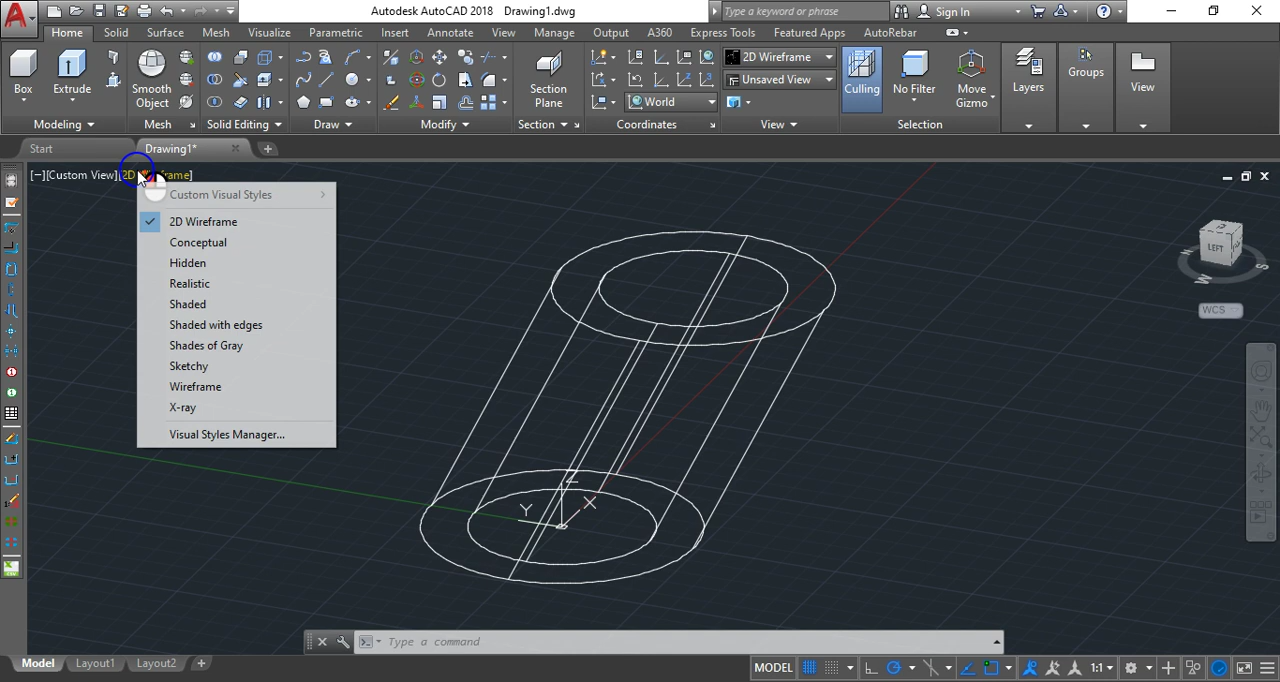 Autodesk AutoCAD 2018 Drawing1.dwg
Type a keyword or phrase
Sign In
Home Solid Surface Mesh Visualize Parametric Insert Annotate View Manage Output A360 Express Tools Featured Apps AutoRebar
Box
Extrude
Smooth Object
Section Plane
World
2D Wireframe
Unsaved View
Culling
No Filter
Move Gizmo
Layers
Groups
View
Modeling Mesh Solid Editing Draw Modify Section Coordinates View Selection
Start Drawing1*
[−][Custom View][2D frame]
Custom Visual Styles
2D Wireframe
Conceptual
Hidden
Realistic
Shaded
Shaded with edges
Shades of Gray
Sketchy
Wireframe
X-ray
Visual Styles Manager...
LEFT
W
S
WCS
Z
Y
X
Type a command
Model Layout1 Layout2
MODEL
1:1